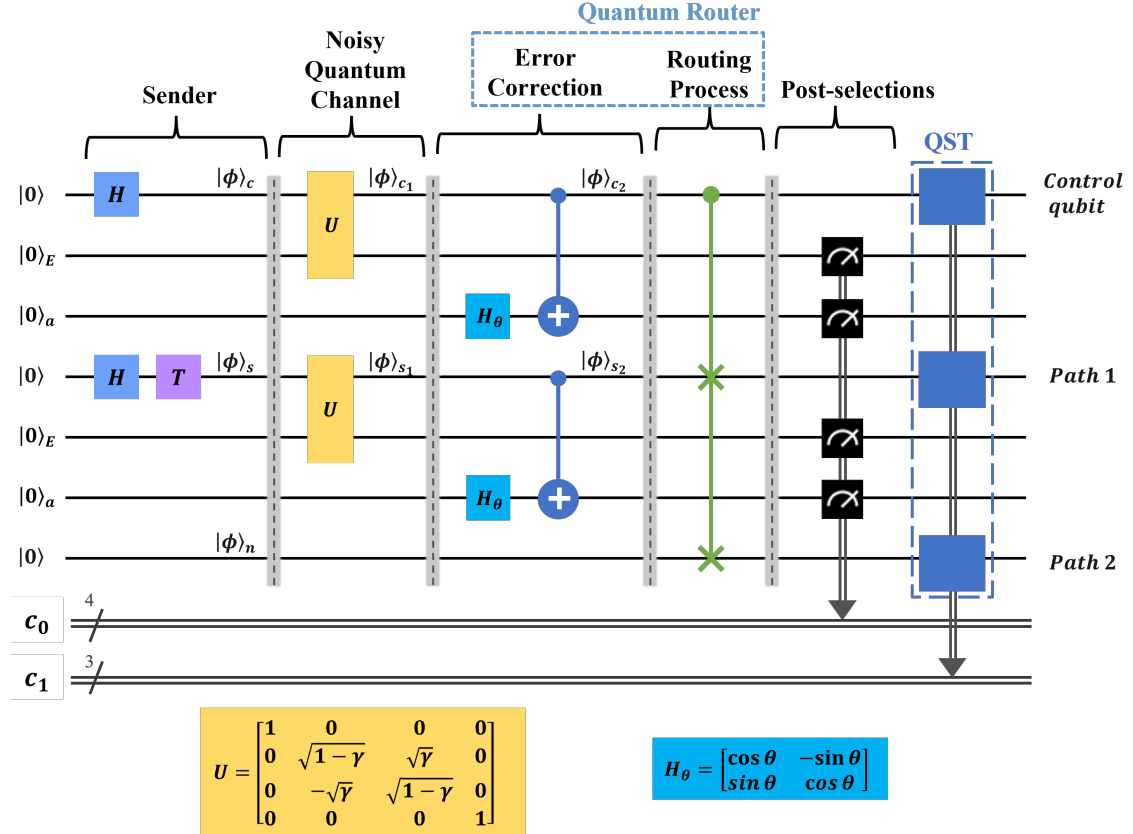 Quantum Router
Noisy
Quantum
Channel
Error
Correction
Routing
Process
Sender
Post-selections
QST
|0⟩ H |ϕ⟩c U |ϕ⟩c₁ |ϕ⟩c₂ Control
qubit
|0⟩E
|0⟩a Hθ +
|0⟩ H T |ϕ⟩s U |ϕ⟩s₁ |ϕ⟩s₂ Path 1
|0⟩E
|0⟩a Hθ +
|0⟩ |ϕ⟩n Path 2
c₀ 4
c₁ 3
U = [1 0 0 0
0 √1 − γ √γ 0
0 −√γ √1 − γ 0
0 0 0 1]
Hθ = [cos θ −sin θ
sin θ cos θ]